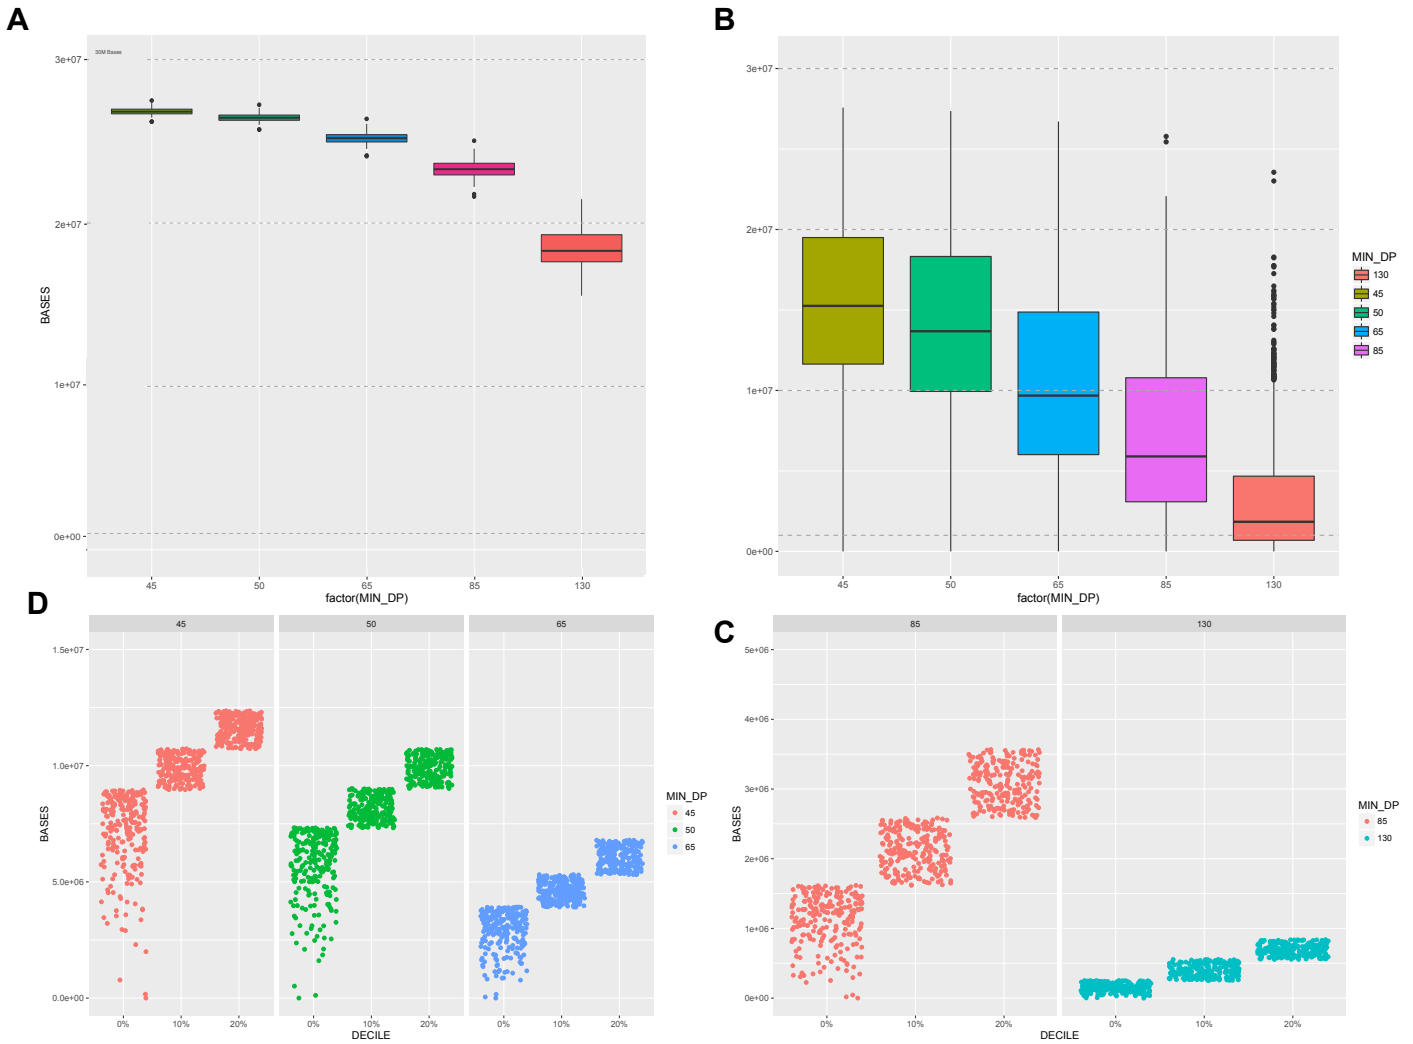 A
30M Bases
3e+07
2e+07
1e+07
0e+00
BASES
45
50
65
85
130
factor(MIN_DP)
B
3e+07
2e+07
1e+07
0e+00
45
50
65
85
130
factor(MIN_DP)
MIN_DP
130
45
50
65
85
D
45
50
65
1.5e+07
1.0e+07
5.0e+06
0.0e+00
BASES
0%
10%
20%
0%
10%
20%
0%
10%
20%
DECILE
MIN_DP
45
50
65
C
85
130
5e+06
4e+06
3e+06
2e+06
1e+06
0e+00
BASES
0%
10%
20%
0%
10%
20%
DECILE
MIN_DP
85
130